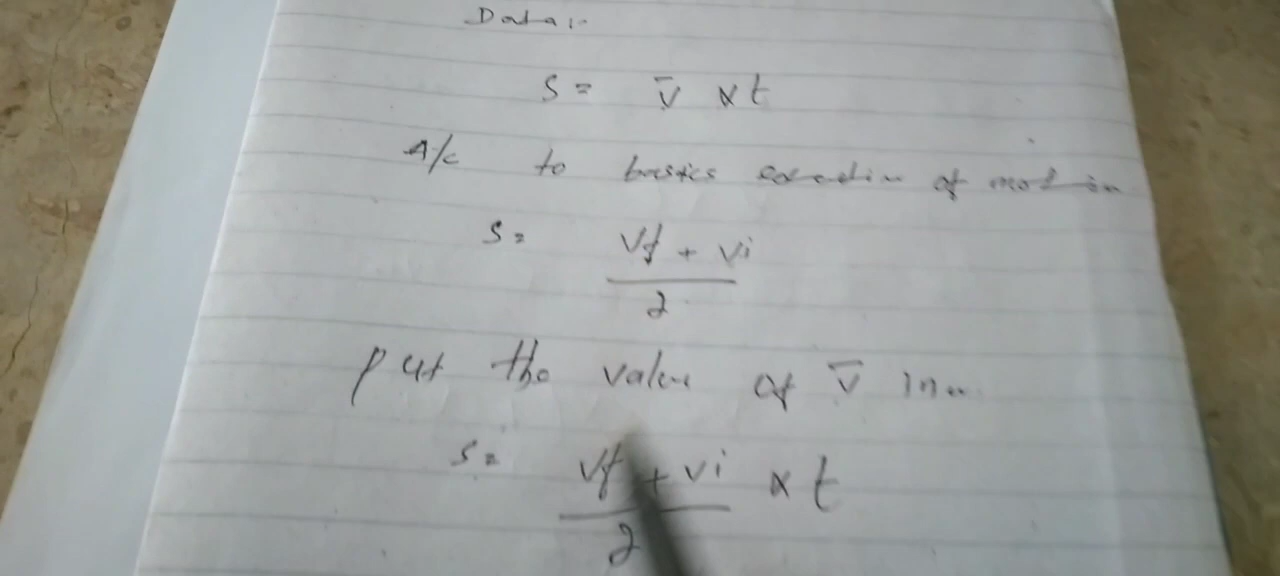 Data:-
S = v̄ × t
A/c to basics equation of motion
S = Vf + Vi
2
put the value of v̄ in
S = Vf + Vi × t
2